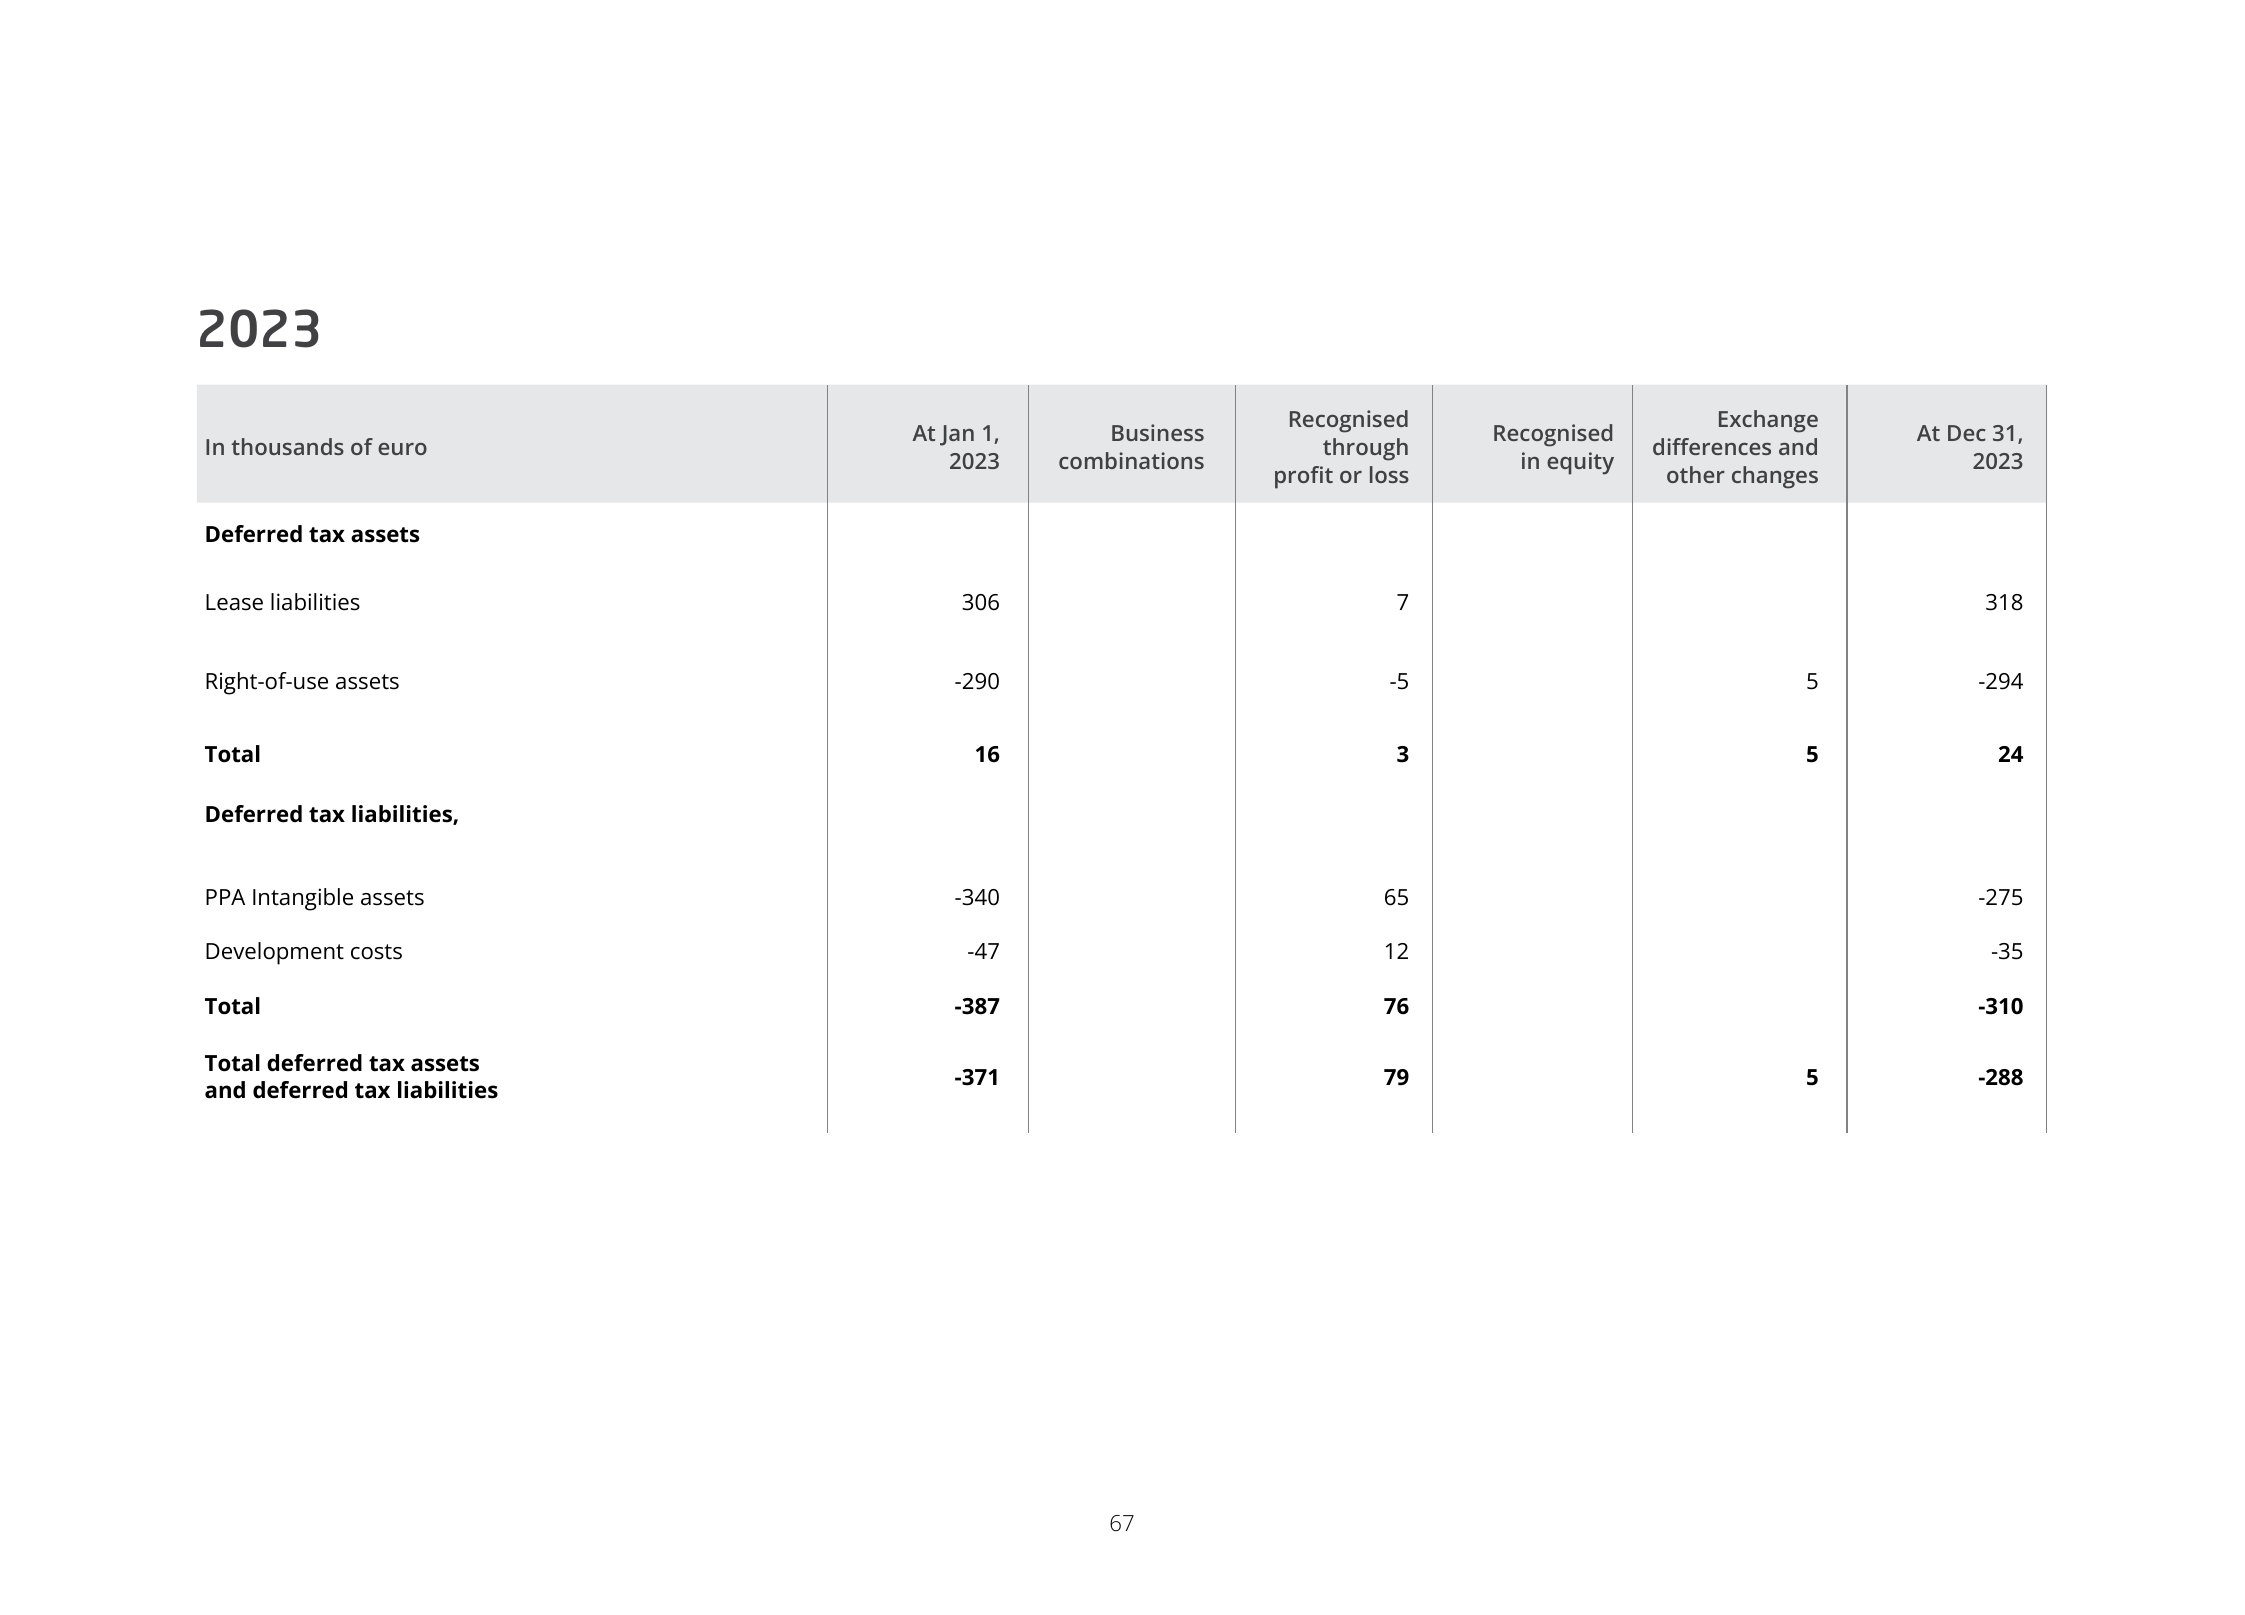 2023
In thousands of euro
At Jan 1,
2023
Business
combinations
Recognised
through
profit or loss
Recognised
in equity
Exchange
differences and
other changes
At Dec 31,
2023
Deferred tax assets
Lease liabilities 306 7 318
Right-of-use assets -290 -5 5 -294
Total 16 3 5 24
Deferred tax liabilities,
PPA Intangible assets -340 65 -275
Development costs -47 12 -35
Total -387 76 -310
Total deferred tax assets
and deferred tax liabilities -371 79 5 -288
67